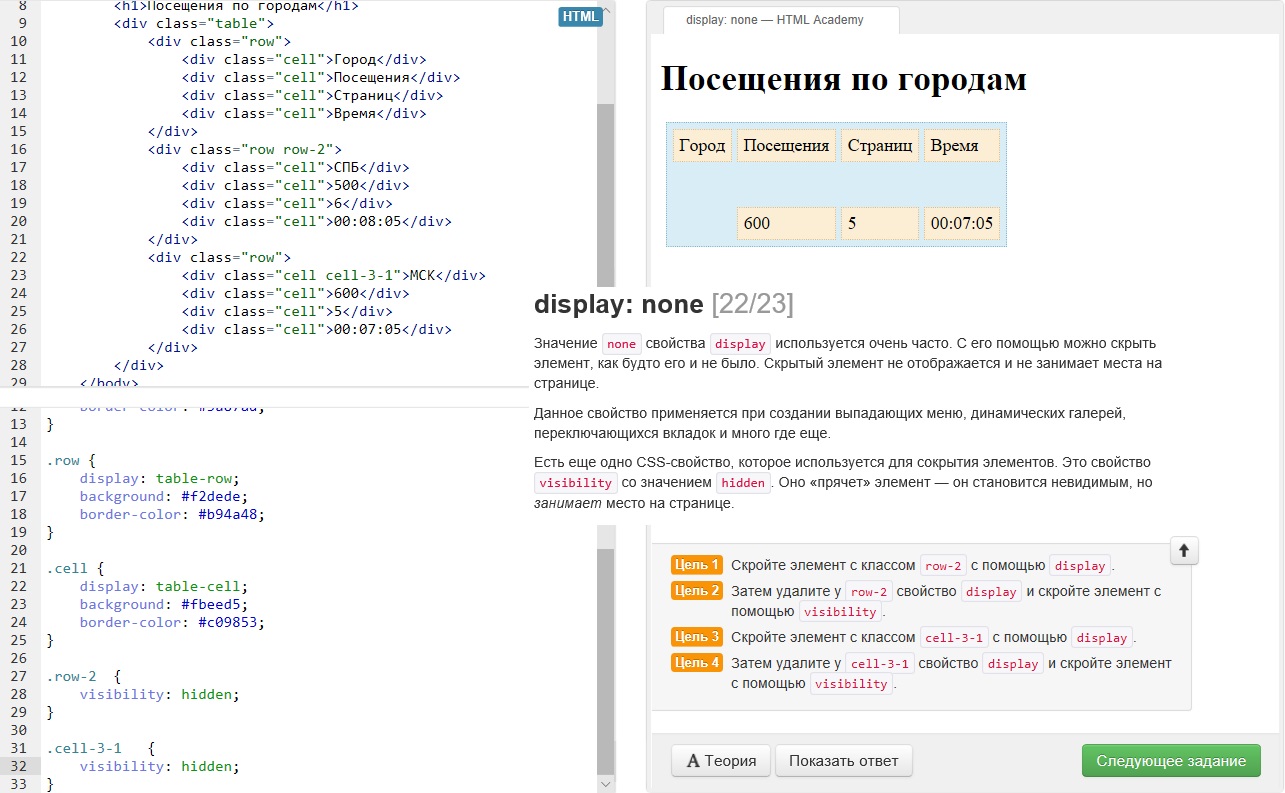 8 <h1>Посещения по городам</h1>
9 <div class="table">
10 <div class="row">
11 <div class="cell">Город</div>
12 <div class="cell">Посещения</div>
13 <div class="cell">Страниц</div>
14 <div class="cell">Время</div>
15 </div>
16 <div class="row row-2">
17 <div class="cell">СПБ</div>
18 <div class="cell">500</div>
19 <div class="cell">6</div>
20 <div class="cell">00:08:05</div>
21 </div>
22 <div class="row">
23 <div class="cell cell-3-1">МСК</div>
24 <div class="cell">600</div>
25 <div class="cell">5</div>
26 <div class="cell">00:07:05</div>
27 </div>
28 </div>
29 </body>
HTML
12 border-color:
13 }
14
15 .row {
16 display: table-row;
17 background: #f2dede;
18 border-color: #b94a48;
19 }
20
21 .cell {
22 display: table-cell;
23 background: #fbeed5;
24 border-color: #c09853;
25 }
26
27 .row-2 {
28 visibility: hidden;
29 }
30
31 .cell-3-1 {
32 visibility: hidden;
33 }
display: none — HTML Academy
Посещения по городам
Город Посещения Страниц Время
600 5 00:07:05
display: none [22/23]
Значение none свойства display используется очень часто. С его помощью можно скрыть
элемент, как будто его и не было. Скрытый элемент не отображается и не занимает места на
странице.
Данное свойство применяется при создании выпадающих меню, динамических галерей,
переключающихся вкладок и много где еще.
Есть еще одно CSS-свойство, которое используется для сокрытия элементов. Это свойство
visibility со значением hidden. Оно «прячет» элемент — он становится невидимым, но
занимает место на странице.
Цель 1 Скройте элемент с классом row-2 с помощью display.
Цель 2 Затем удалите у row-2 свойство display и скройте элемент с
помощью visibility.
Цель 3 Скройте элемент с классом cell-3-1 с помощью display.
Цель 4 Затем удалите у cell-3-1 свойство display и скройте элемент
с помощью visibility.
A Теория
Показать ответ
Следующее задание